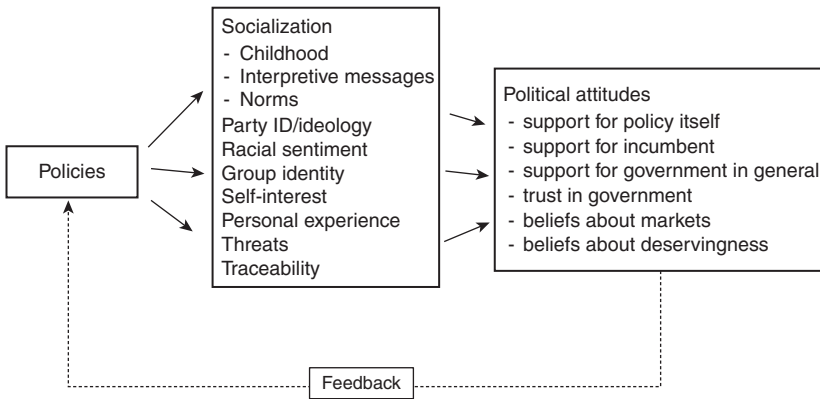 Policies
Socialization
- Childhood
- Interpretive messages
- Norms
Party ID/ideology
Racial sentiment
Group identity
Self-interest
Personal experience
Threats
Traceability
Political attitudes
- support for policy itself
- support for incumbent
- support for government in general
- trust in government
- beliefs about markets
- beliefs about deservingness
Feedback